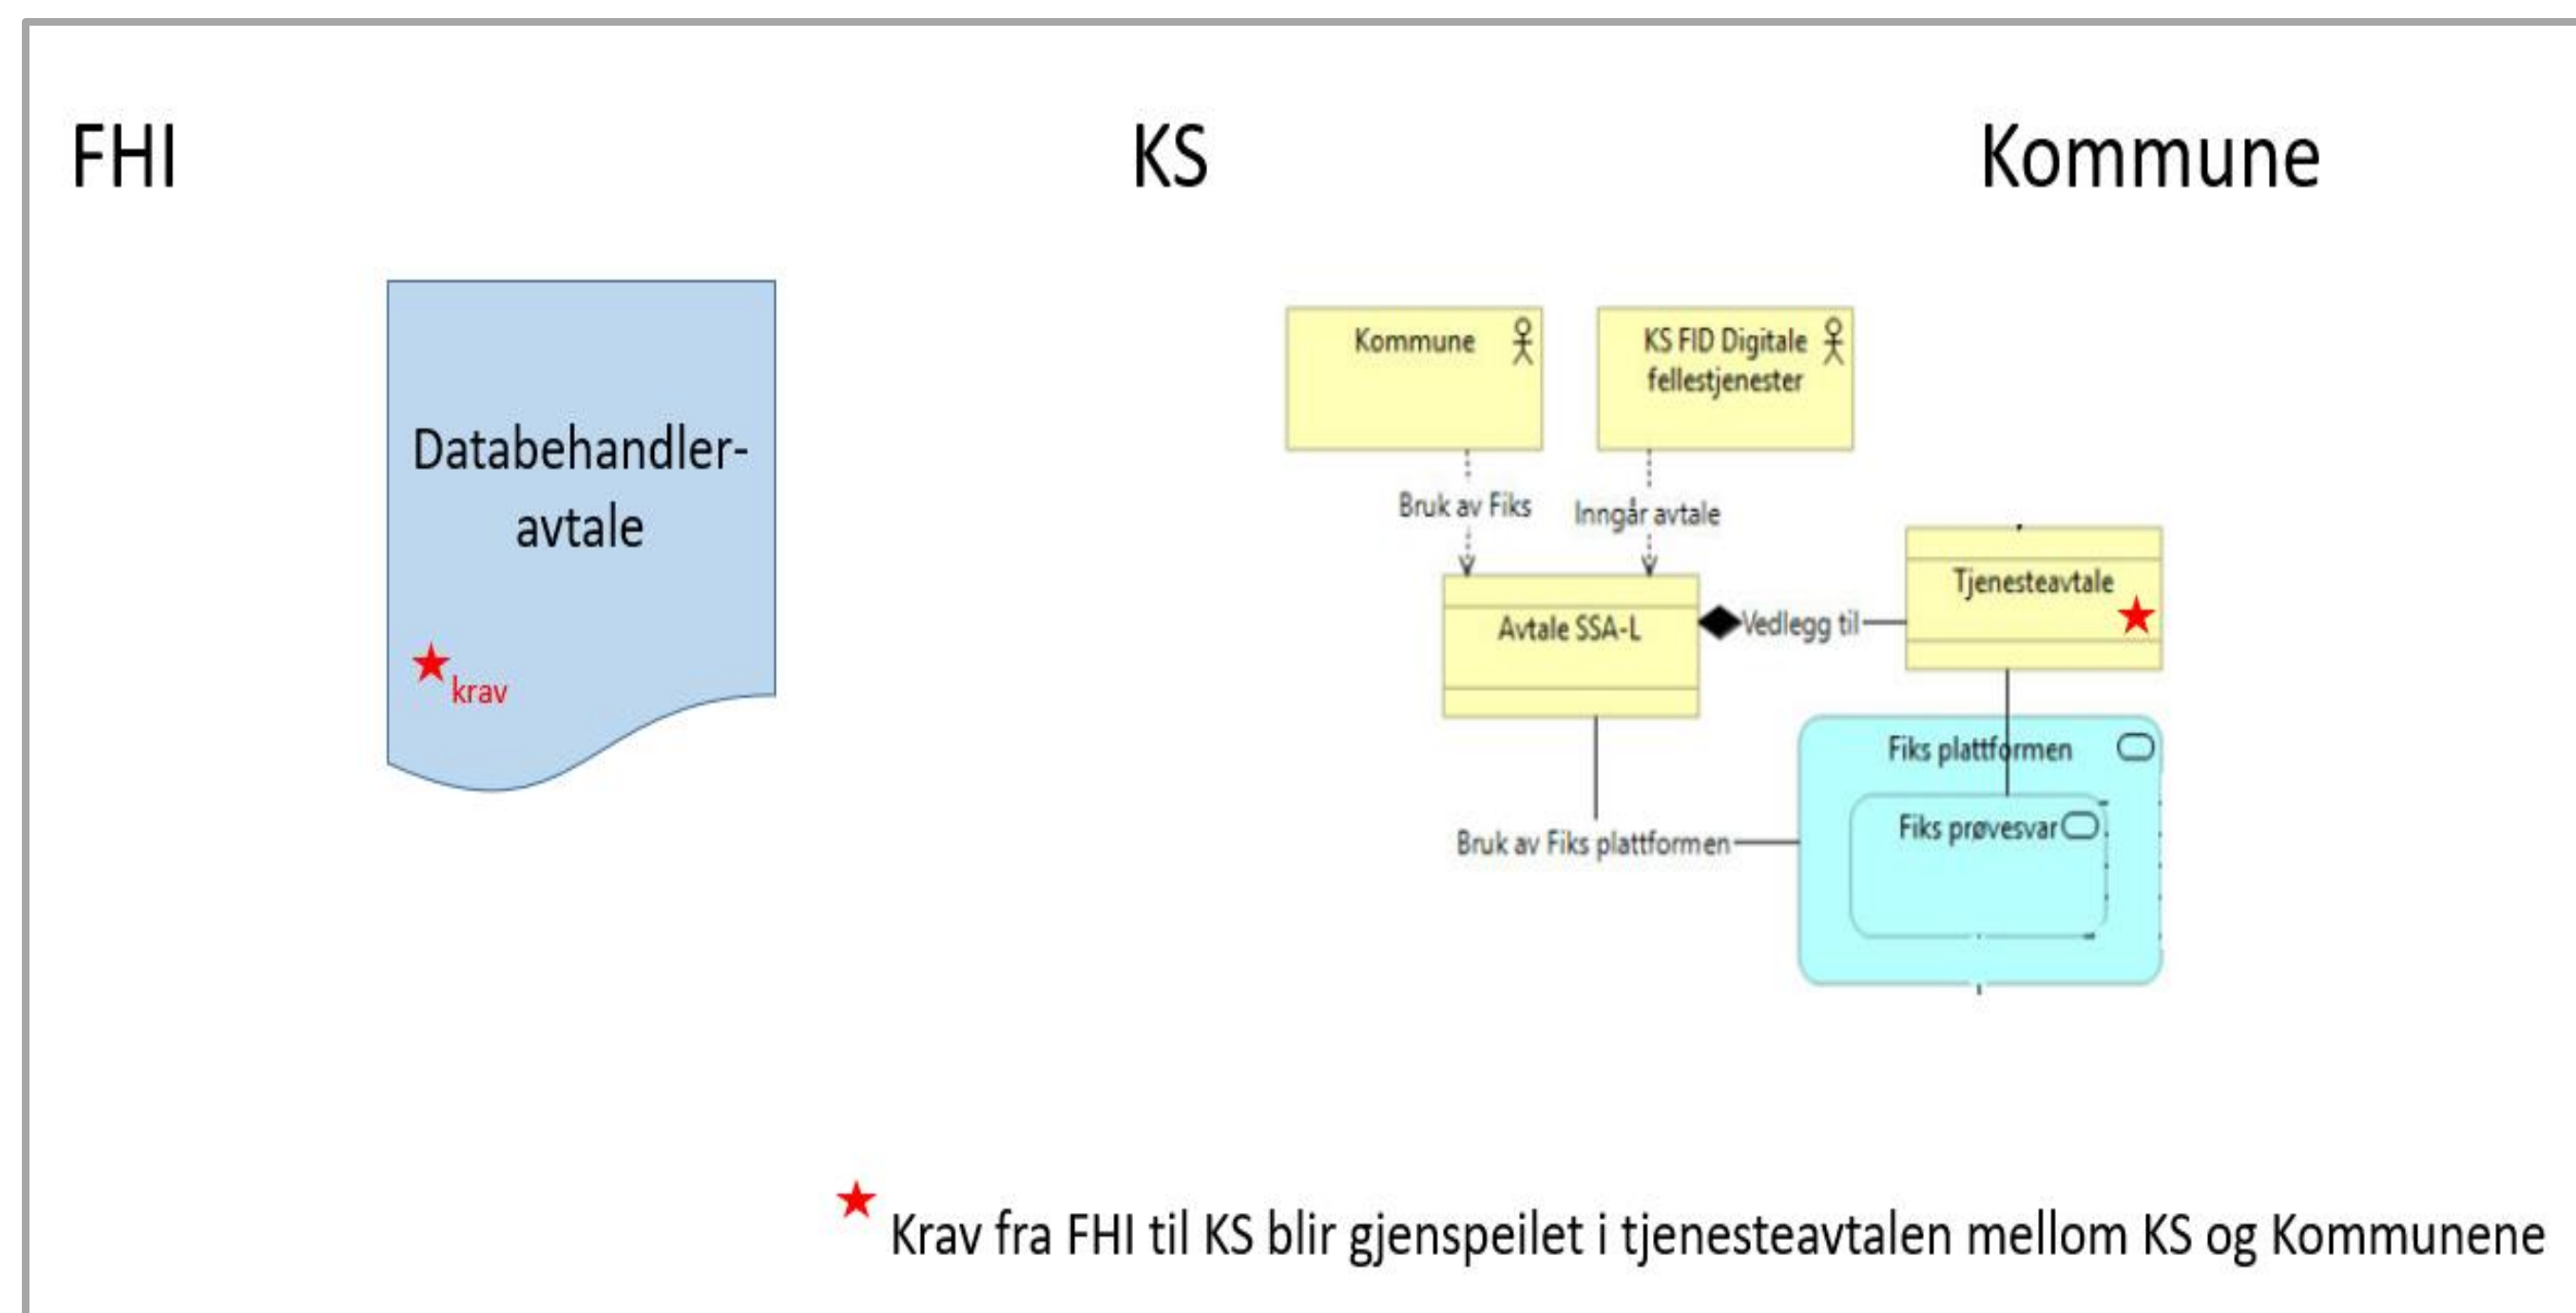 FHI
KS
Kommune
Databehandler-
avtale
krav
Kommune
KS FID Digitale
fellestjenester
Bruk av Fiks
Inngår avtale
Avtale SSA-L
Vedlegg til
Tjenesteavtale
Fiks plattformen
Fiks prøvesvar
Bruk av Fiks plattformen
Krav fra FHI til KS blir gjenspeilet i tjenesteavtalen mellom KS og Kommunene